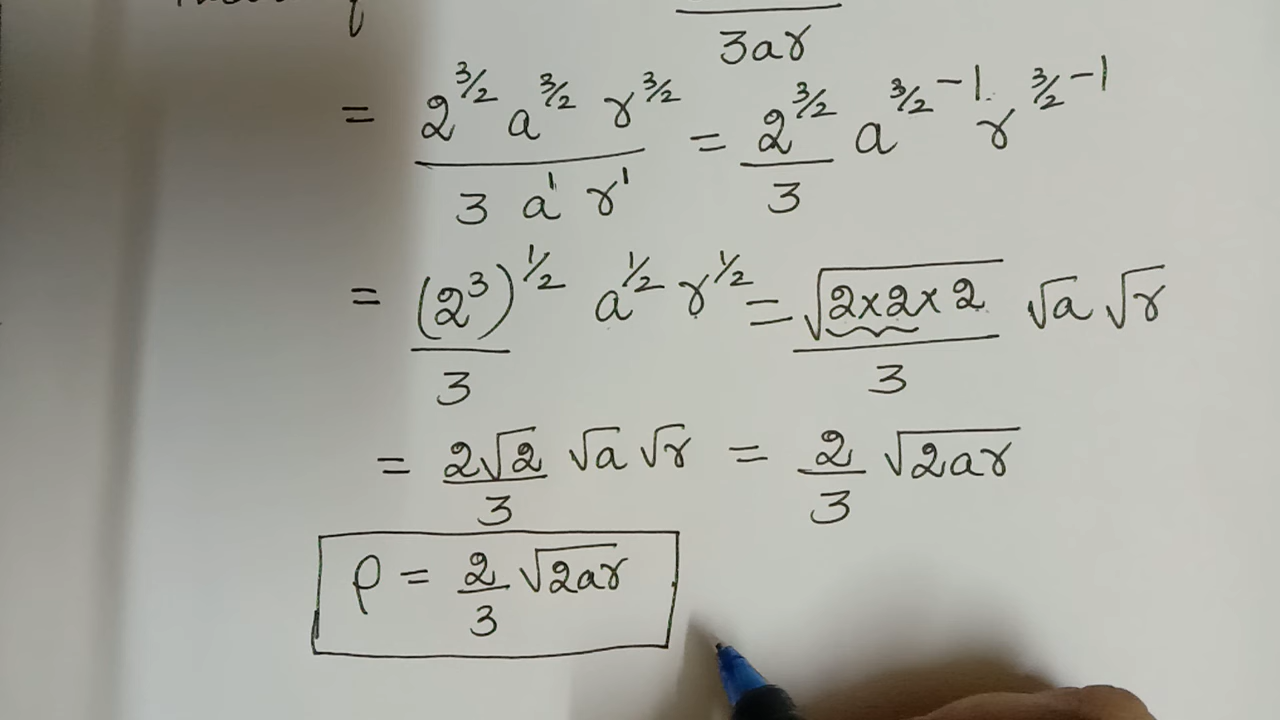 3ar
= 2^{3/2} a^{3/2} r^{3/2} / 3 a^1 r^1 = 2^{3/2} / 3 a^{3/2 -1} r^{3/2 -1}
= (2^3)^{1/2} / 3 a^{1/2} r^{1/2} = √(2×2×2) / 3 √a √r
= 2√2 / 3 √a √r = 2/3 √(2ar)
ρ = 2/3 √(2ar)